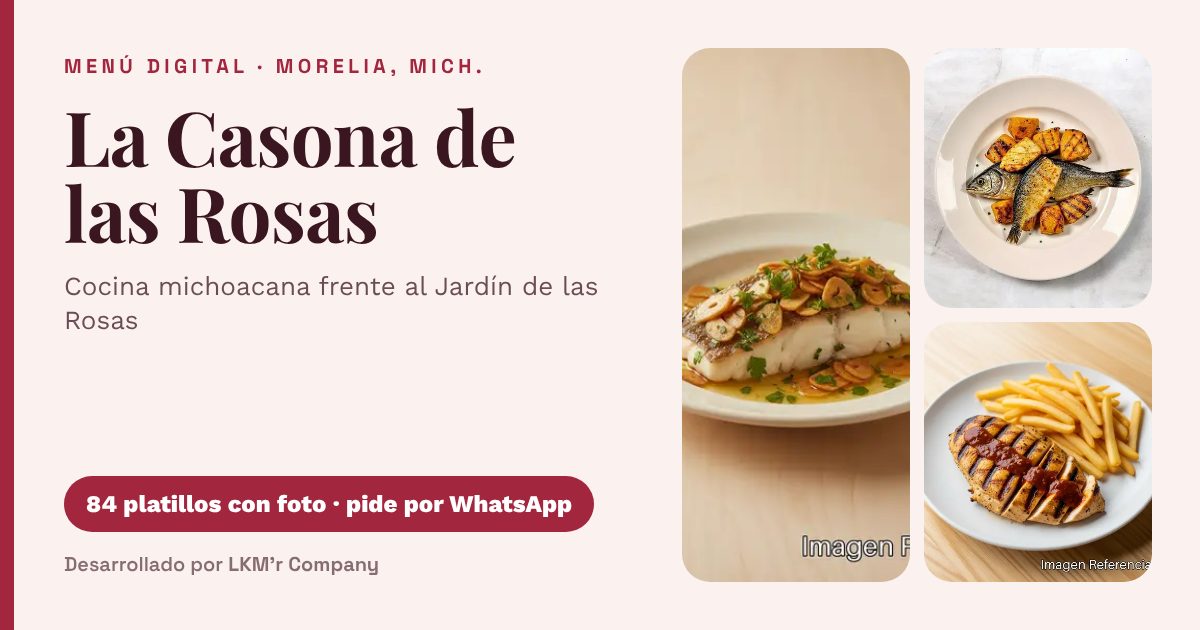 MENÚ DIGITAL · MORELIA, MICH.
La Casona de
las Rosas
Cocina michoacana frente al Jardín de las
Rosas
84 platillos con foto · pide por WhatsApp
Desarrollado por LKM’r Company
Imagen R
Imagen Referencia